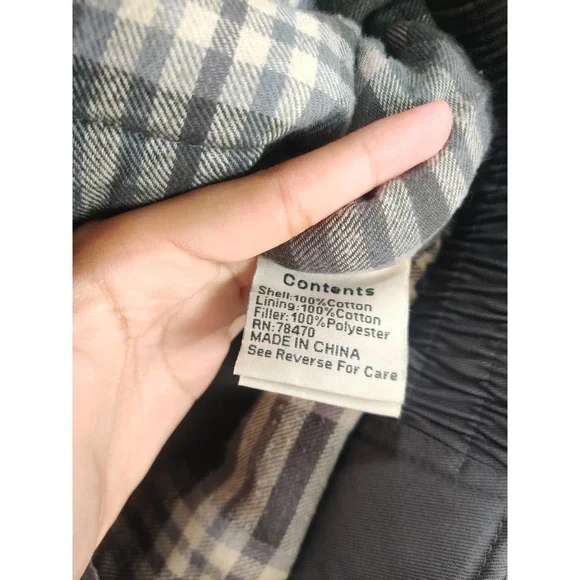 Contents
Shell:100%Cotton
Lining:100%Cotton
Filler:100%Polyester
RN:78470
MADE IN CHINA
See Reverse For Care